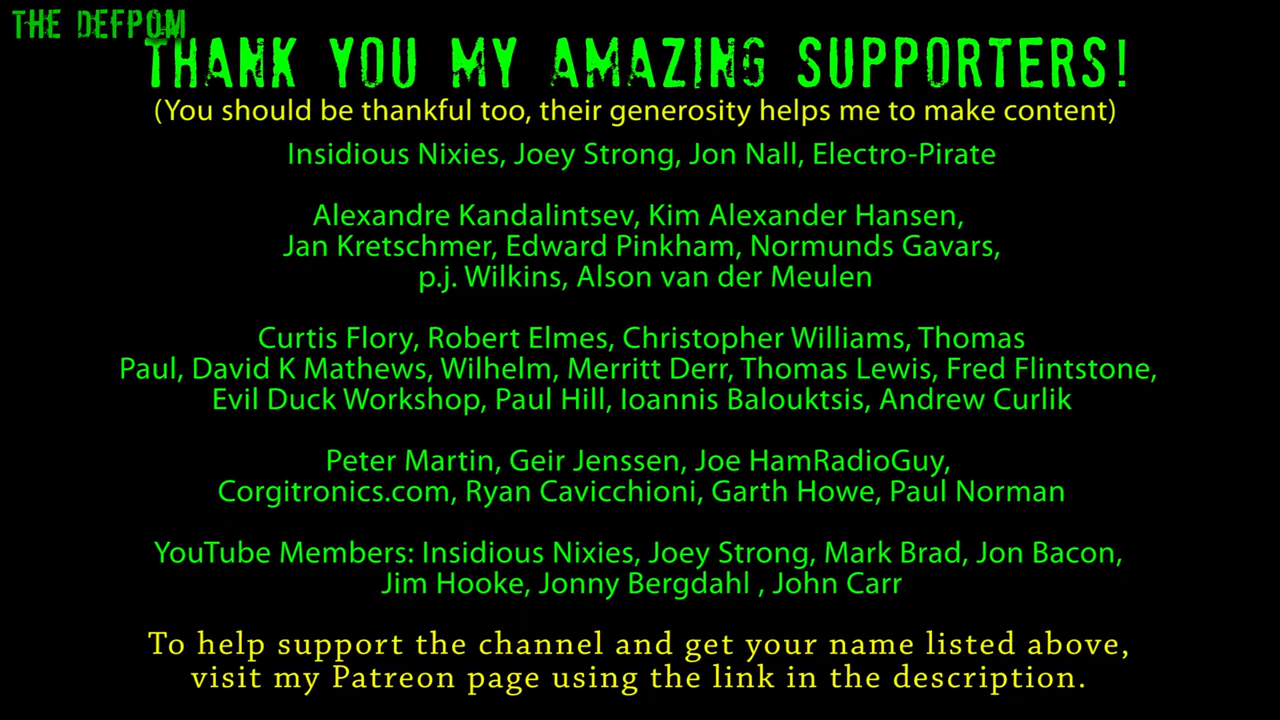 THE DEFPOM
THANK YOU MY AMAZING SUPPORTERS!
(You should be thankful too, their generosity helps me to make content)
Insidious Nixies, Joey Strong, Jon Nall, Electro-Pirate
Alexandre Kandalintsev, Kim Alexander Hansen,
Jan Kretschmer, Edward Pinkham, Normunds Gavars,
p.j. Wilkins, Alson van der Meulen
Curtis Flory, Robert Elmes, Christopher Williams, Thomas
Paul, David K Mathews, Wilhelm, Merritt Derr, Thomas Lewis, Fred Flintstone,
Evil Duck Workshop, Paul Hill, Ioannis Balouktsis, Andrew Curlik
Peter Martin, Geir Jenssen, Joe HamRadioGuy,
Corgitronics.com, Ryan Cavicchioni, Garth Howe, Paul Norman
YouTube Members: Insidious Nixies, Joey Strong, Mark Brad, Jon Bacon,
Jim Hooke, Jonny Bergdahl , John Carr
To help support the channel and get your name listed above,
visit my Patreon page using the link in the description.